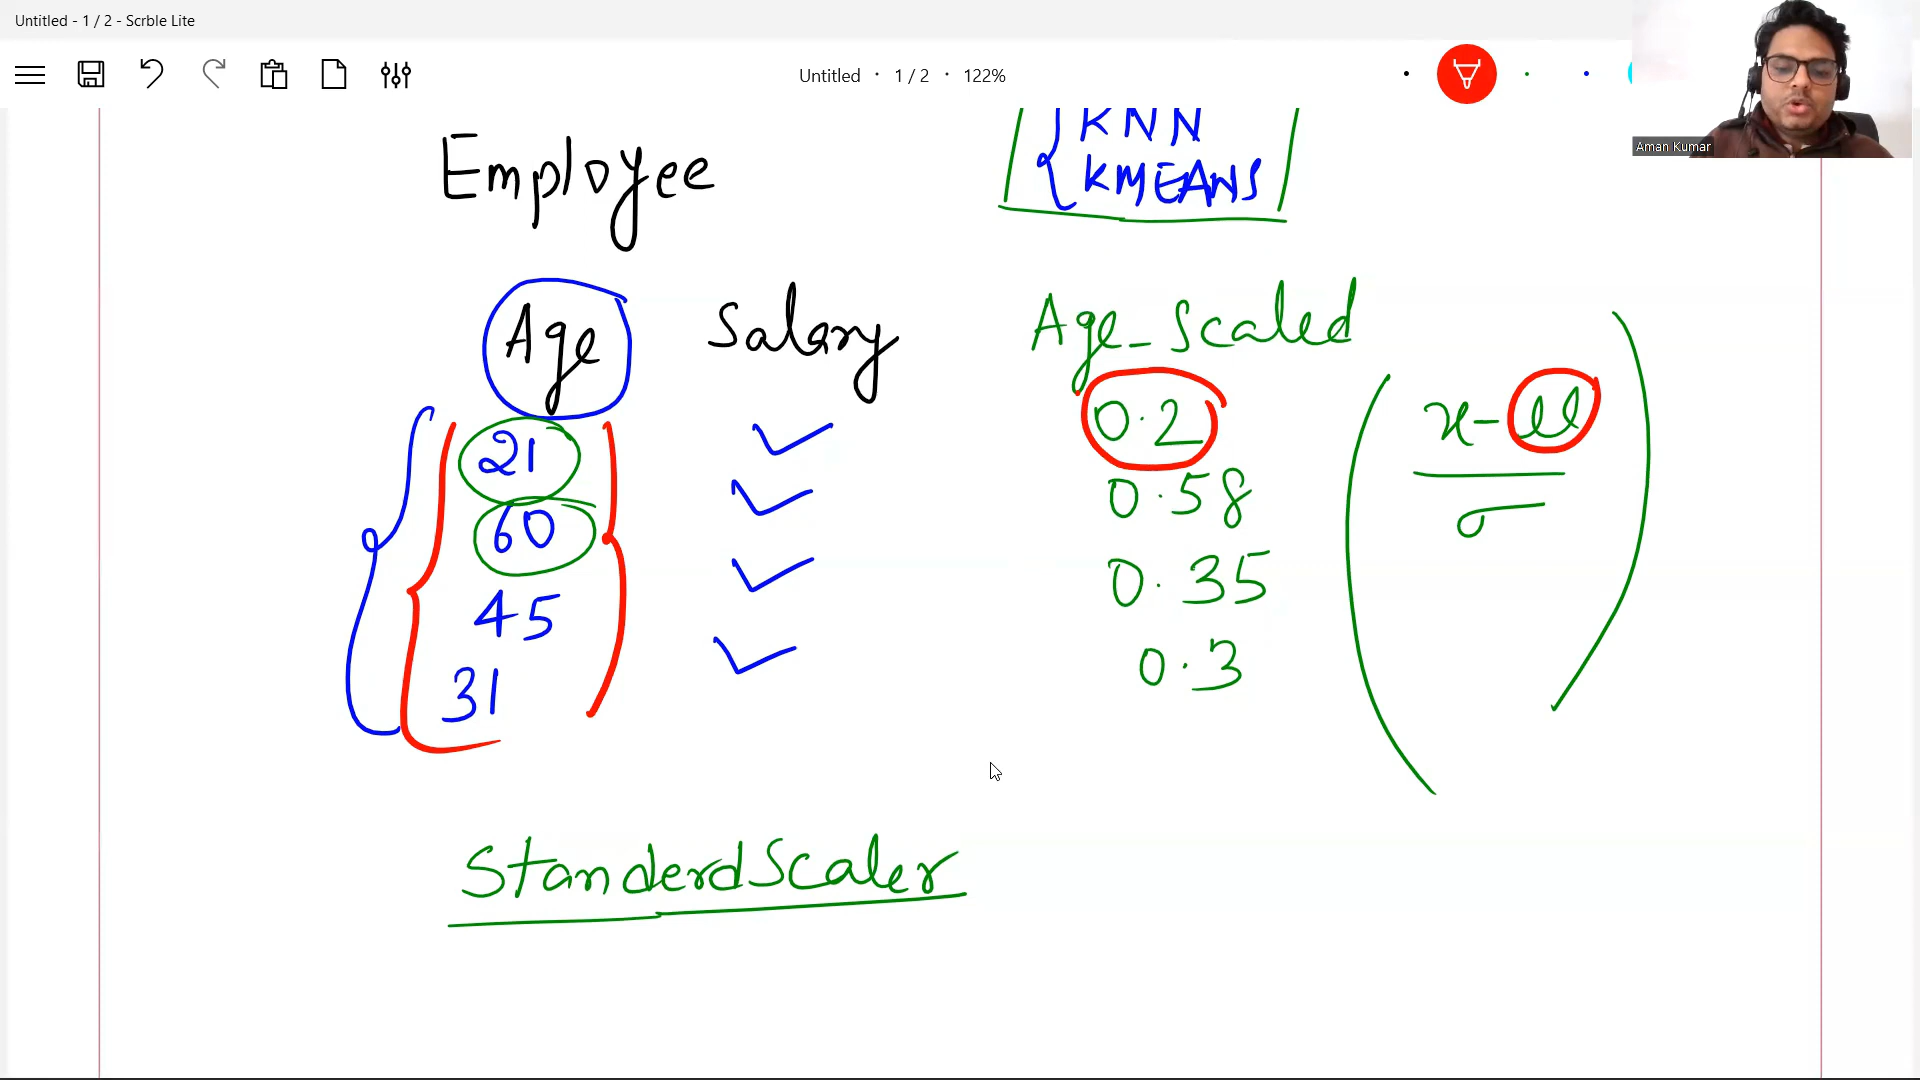 Untitled - 1 / 2 - Scrble Lite
Untitled • 1 / 2 • 122%
Aman Kumar
KNN
KMEANS
Employee
Age Salary Age_Scaled
21 0.2
60 0.58
45 0.35
31 0.3
x-μ
σ
StanderdScaler